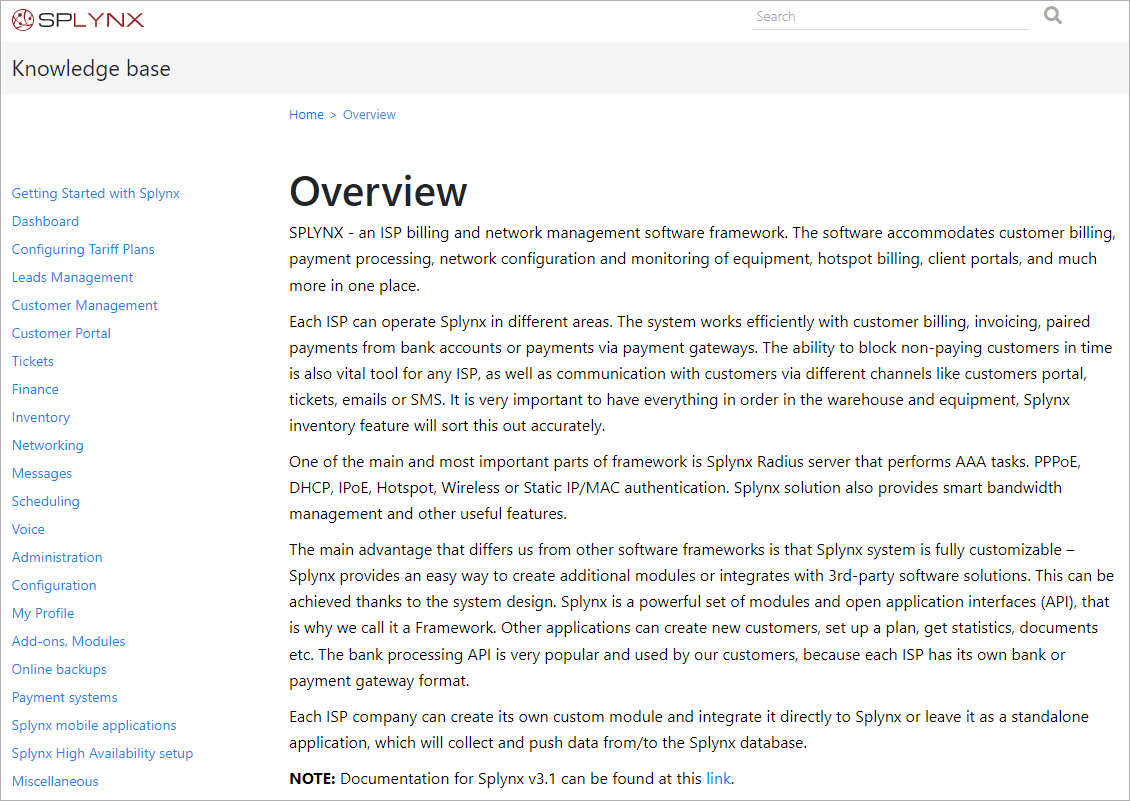 SPLYNX
Search
Knowledge base
Home > Overview
Getting Started with Splynx
Dashboard
Configuring Tariff Plans
Leads Management
Customer Management
Customer Portal
Tickets
Finance
Inventory
Networking
Messages
Scheduling
Voice
Administration
Configuration
My Profile
Add-ons, Modules
Online backups
Payment systems
Splynx mobile applications
Splynx High Availability setup
Miscellaneous
Overview
SPLYNX - an ISP billing and network management software framework. The software accommodates customer billing,
payment processing, network configuration and monitoring of equipment, hotspot billing, client portals, and much
more in one place.
Each ISP can operate Splynx in different areas. The system works efficiently with customer billing, invoicing, paired
payments from bank accounts or payments via payment gateways. The ability to block non-paying customers in time
is also vital tool for any ISP, as well as communication with customers via different channels like customers portal,
tickets, emails or SMS. It is very important to have everything in order in the warehouse and equipment, Splynx
inventory feature will sort this out accurately.
One of the main and most important parts of framework is Splynx Radius server that performs AAA tasks. PPPoE,
DHCP, IPoE, Hotspot, Wireless or Static IP/MAC authentication. Splynx solution also provides smart bandwidth
management and other useful features.
The main advantage that differs us from other software frameworks is that Splynx system is fully customizable –
Splynx provides an easy way to create additional modules or integrates with 3rd-party software solutions. This can be
achieved thanks to the system design. Splynx is a powerful set of modules and open application interfaces (API), that
is why we call it a Framework. Other applications can create new customers, set up a plan, get statistics, documents
etc. The bank processing API is very popular and used by our customers, because each ISP has its own bank or
payment gateway format.
Each ISP company can create its own custom module and integrate it directly to Splynx or leave it as a standalone
application, which will collect and push data from/to the Splynx database.
NOTE: Documentation for Splynx v3.1 can be found at this link.